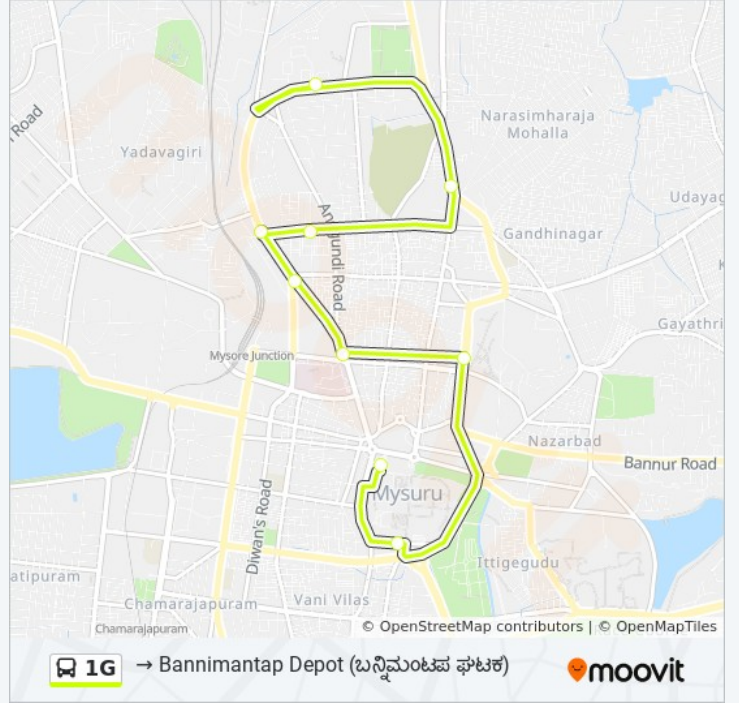 Narasimharaja
Mohalla
Road
Yadavagiri
Udayag
Gandhinagar
Road
Gayathri
Mysore Junction
Nazarbad
Bannur Road
Mysuru
Diwan's Road
Ittigegudu
atipuram
Chamarajapuram
Vani Vilas
Chamarajapuram
© OpenStreetMap contributors | © OpenMapTiles
1G → Bannimantap Depot (ಬನ್ನಿಮಂಟಪ ಘಟಕ)
moovit